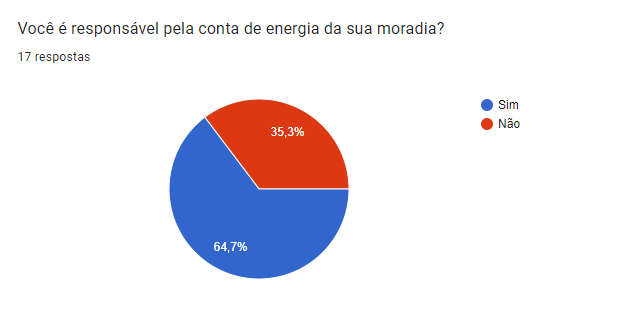 Você é responsável pela conta de energia da sua moradia?
17 respostas
Sim
Não
35,3%
64,7%